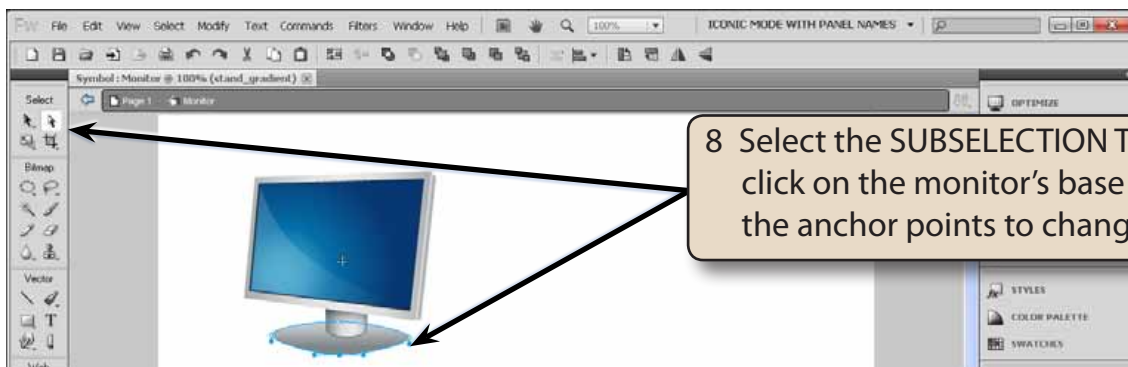 Fw File Edit View Select Modify Text Commands Filters Window Help 100% ICONIC MODE WITH PANEL NAMES
Symbol: Monitor @ 100% (stand_gradient)
Select Page 1 Monitor OPTIMIZE
8 Select the SUBSELECTION T
click on the monitor's base
the anchor points to chang
Bitmap
Vector
STYLES
COLOR PALETTE
SWATCHES
Web